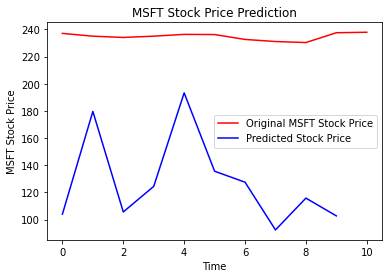 MSFT Stock Price Prediction
240
220
200
180
160
140
120
100
MSFT Stock Price
Original MSFT Stock Price
Predicted Stock Price
0
2
4
6
8
10
Time